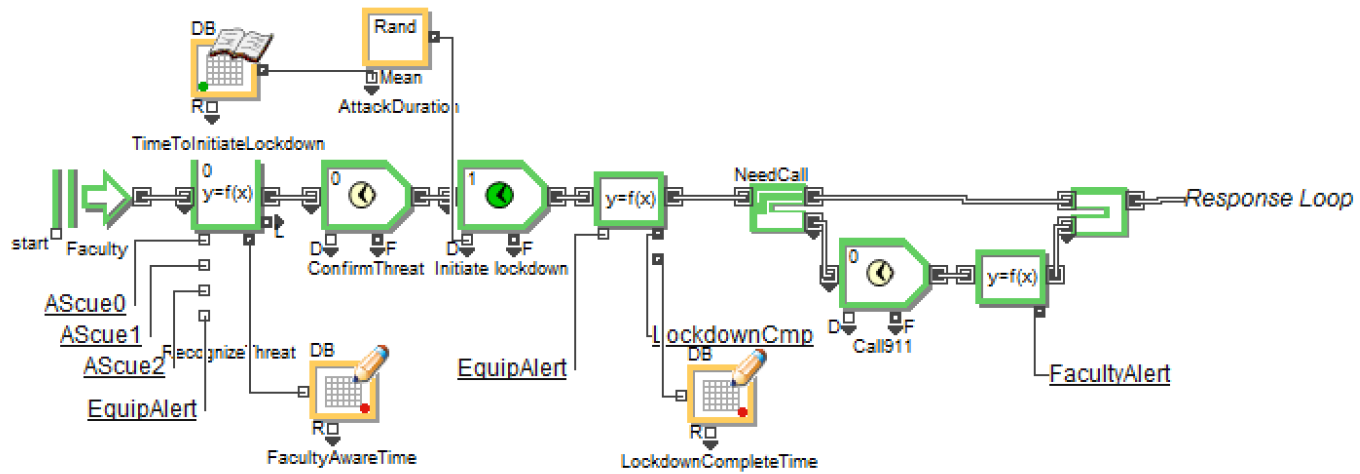 DB
Rand
R
Mean
AttackDuration
TimeToInitiateLockdown
0
y=f(x)
0
1
y=f(x)
NeedCall
Response Loop
start
Faculty
L
D
F
ConfirmThreat
D
F
Initiate lockdown
0
y=f(x)
AScue0
AScue1
AScue2
EquipAlert
RecognizeThreat
DB
R
FacultyAwareTime
EquipAlert
LockdownCmp
DB
R
LockdownCompleteTime
D
F
Call911
FacultyAlert